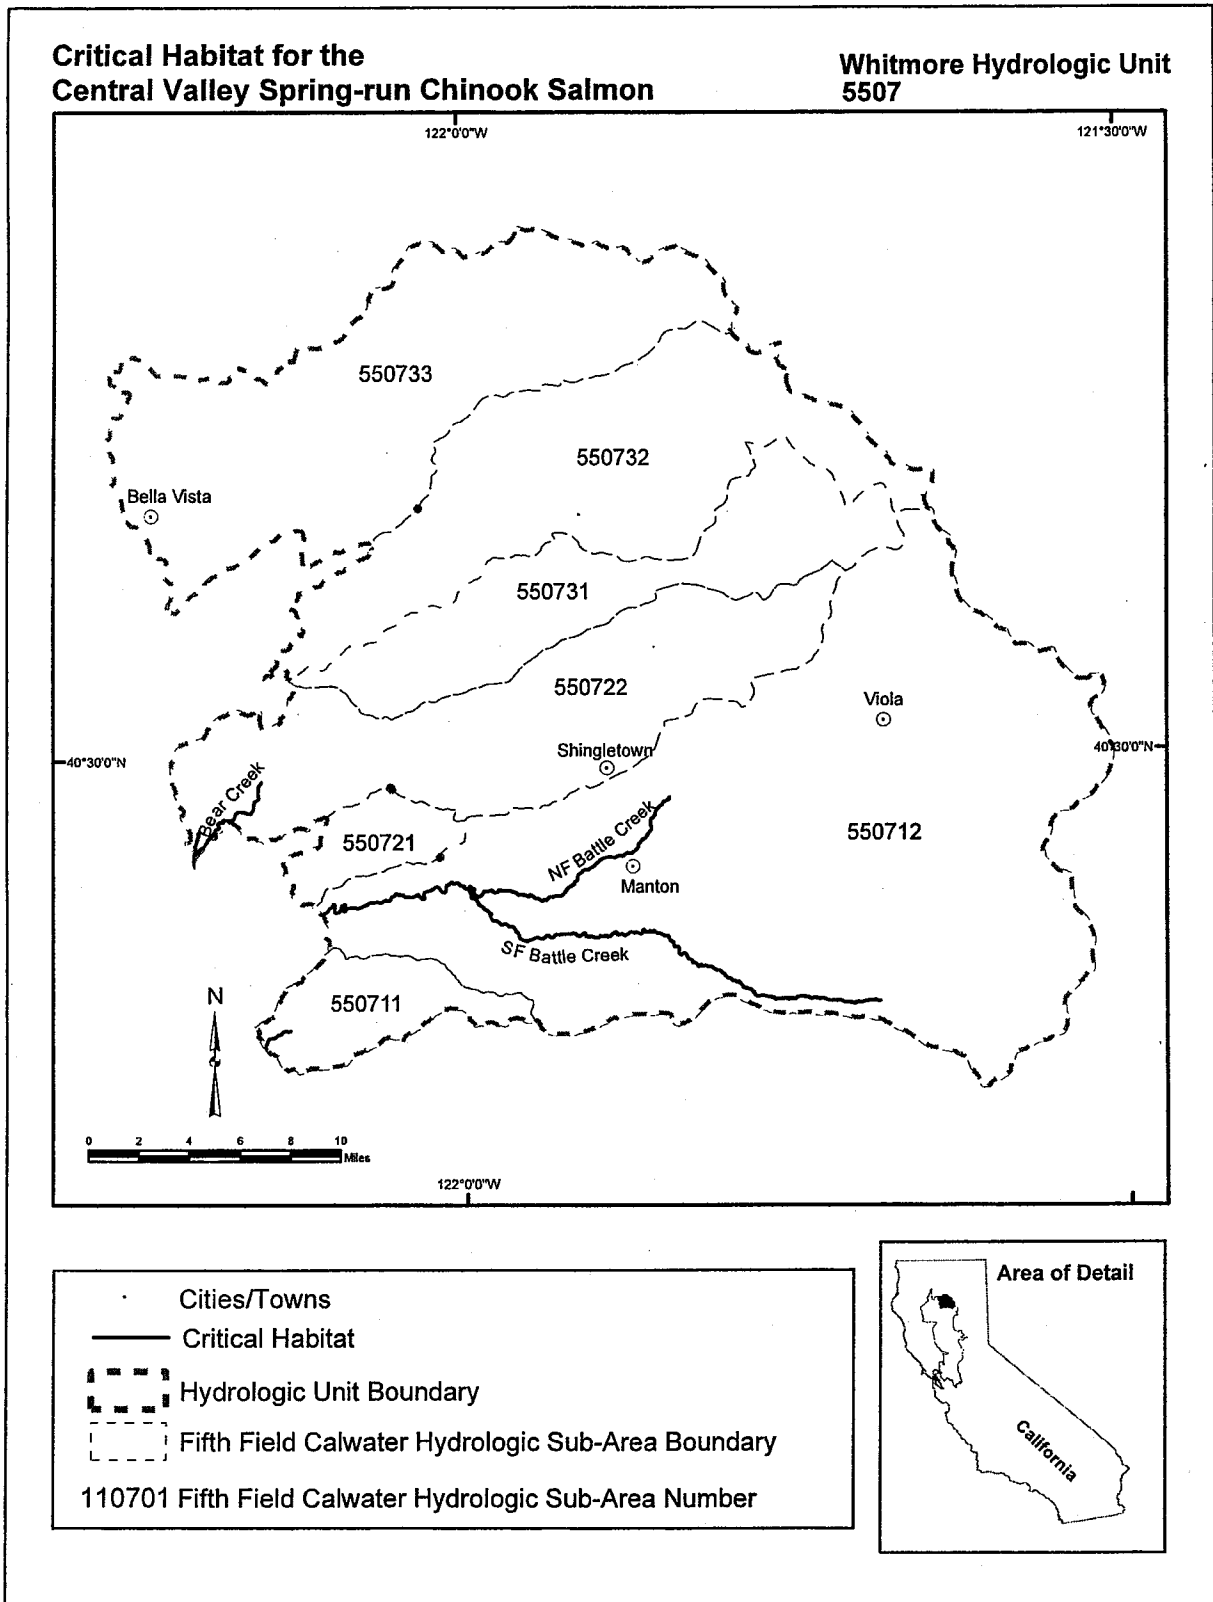 Critical Habitat for the
Central Valley Spring-run Chinook Salmon
Whitmore Hydrologic Unit
5507
122°0'0"W
121°30'0"W
550733
550732
Bella Vista
550731
550722
Viola
Shingletown
40°30'0"N
40°30'0"N
Bear Creek
550721
NF Battle Creek
550712
Manton
SF Battle Creek
550711
N
0 2 4 6 8 10
Miles
122°0'0"W
Cities/Towns
Critical Habitat
Hydrologic Unit Boundary
Fifth Field Calwater Hydrologic Sub-Area Boundary
110701 Fifth Field Calwater Hydrologic Sub-Area Number
Area of Detail
California